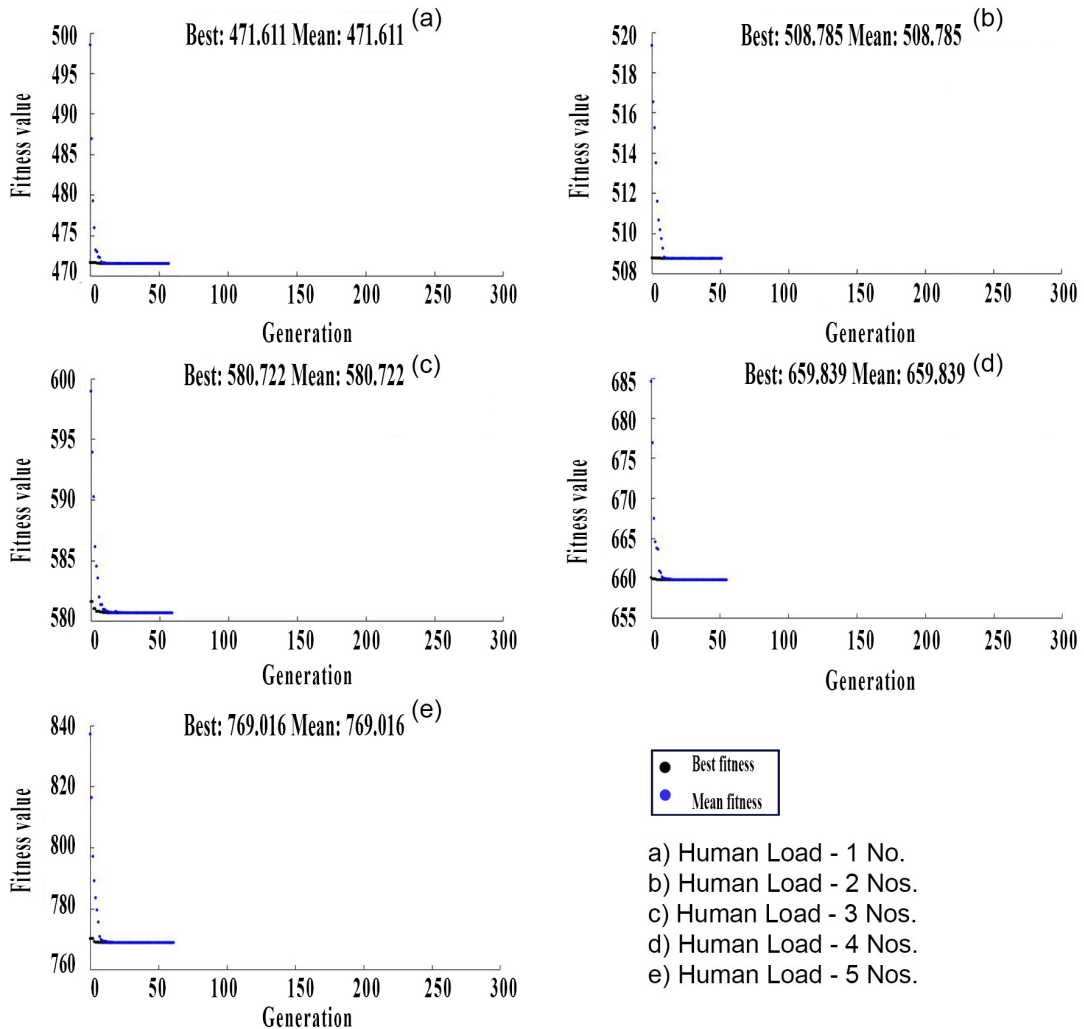 (a)
Best: 471.611 Mean: 471.611
500
495
490
485
480
475
470
Fitness value
0 50 100 150 200 250 300
Generation
(b)
Best: 508.785 Mean: 508.785
520
518
516
514
512
510
508
Fitness value
0 50 100 150 200 250 300
Generation
(c)
Best: 580.722 Mean: 580.722
600
595
590
585
580
Fitness value
0 50 100 150 200 250 300
Generation
(d)
Best: 659.839 Mean: 659.839
685
680
675
670
665
660
655
Fitness value
0 50 100 150 200 250 300
Generation
(e)
Best: 769.016 Mean: 769.016
840
820
800
780
760
Fitness value
0 50 100 150 200 250 300
Generation
Best fitness
Mean fitness
a) Human Load - 1 No.
b) Human Load - 2 Nos.
c) Human Load - 3 Nos.
d) Human Load - 4 Nos.
e) Human Load - 5 Nos.